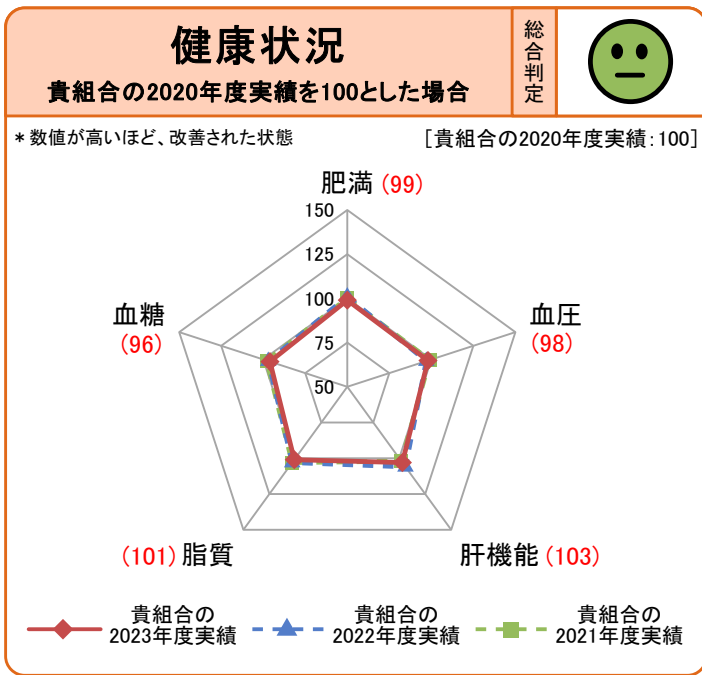 健康状況
貴組合の2020年度実績を100とした場合
総合判定
*数値が高いほど、改善された状態
[貴組合の2020年度実績:100]
肥満(99)
150
125
100
75
50
血糖
(96)
血圧
(98)
(101)脂質
肝機能(103)
貴組合の
2023年度実績
貴組合の
2022年度実績
貴組合の
2021年度実績